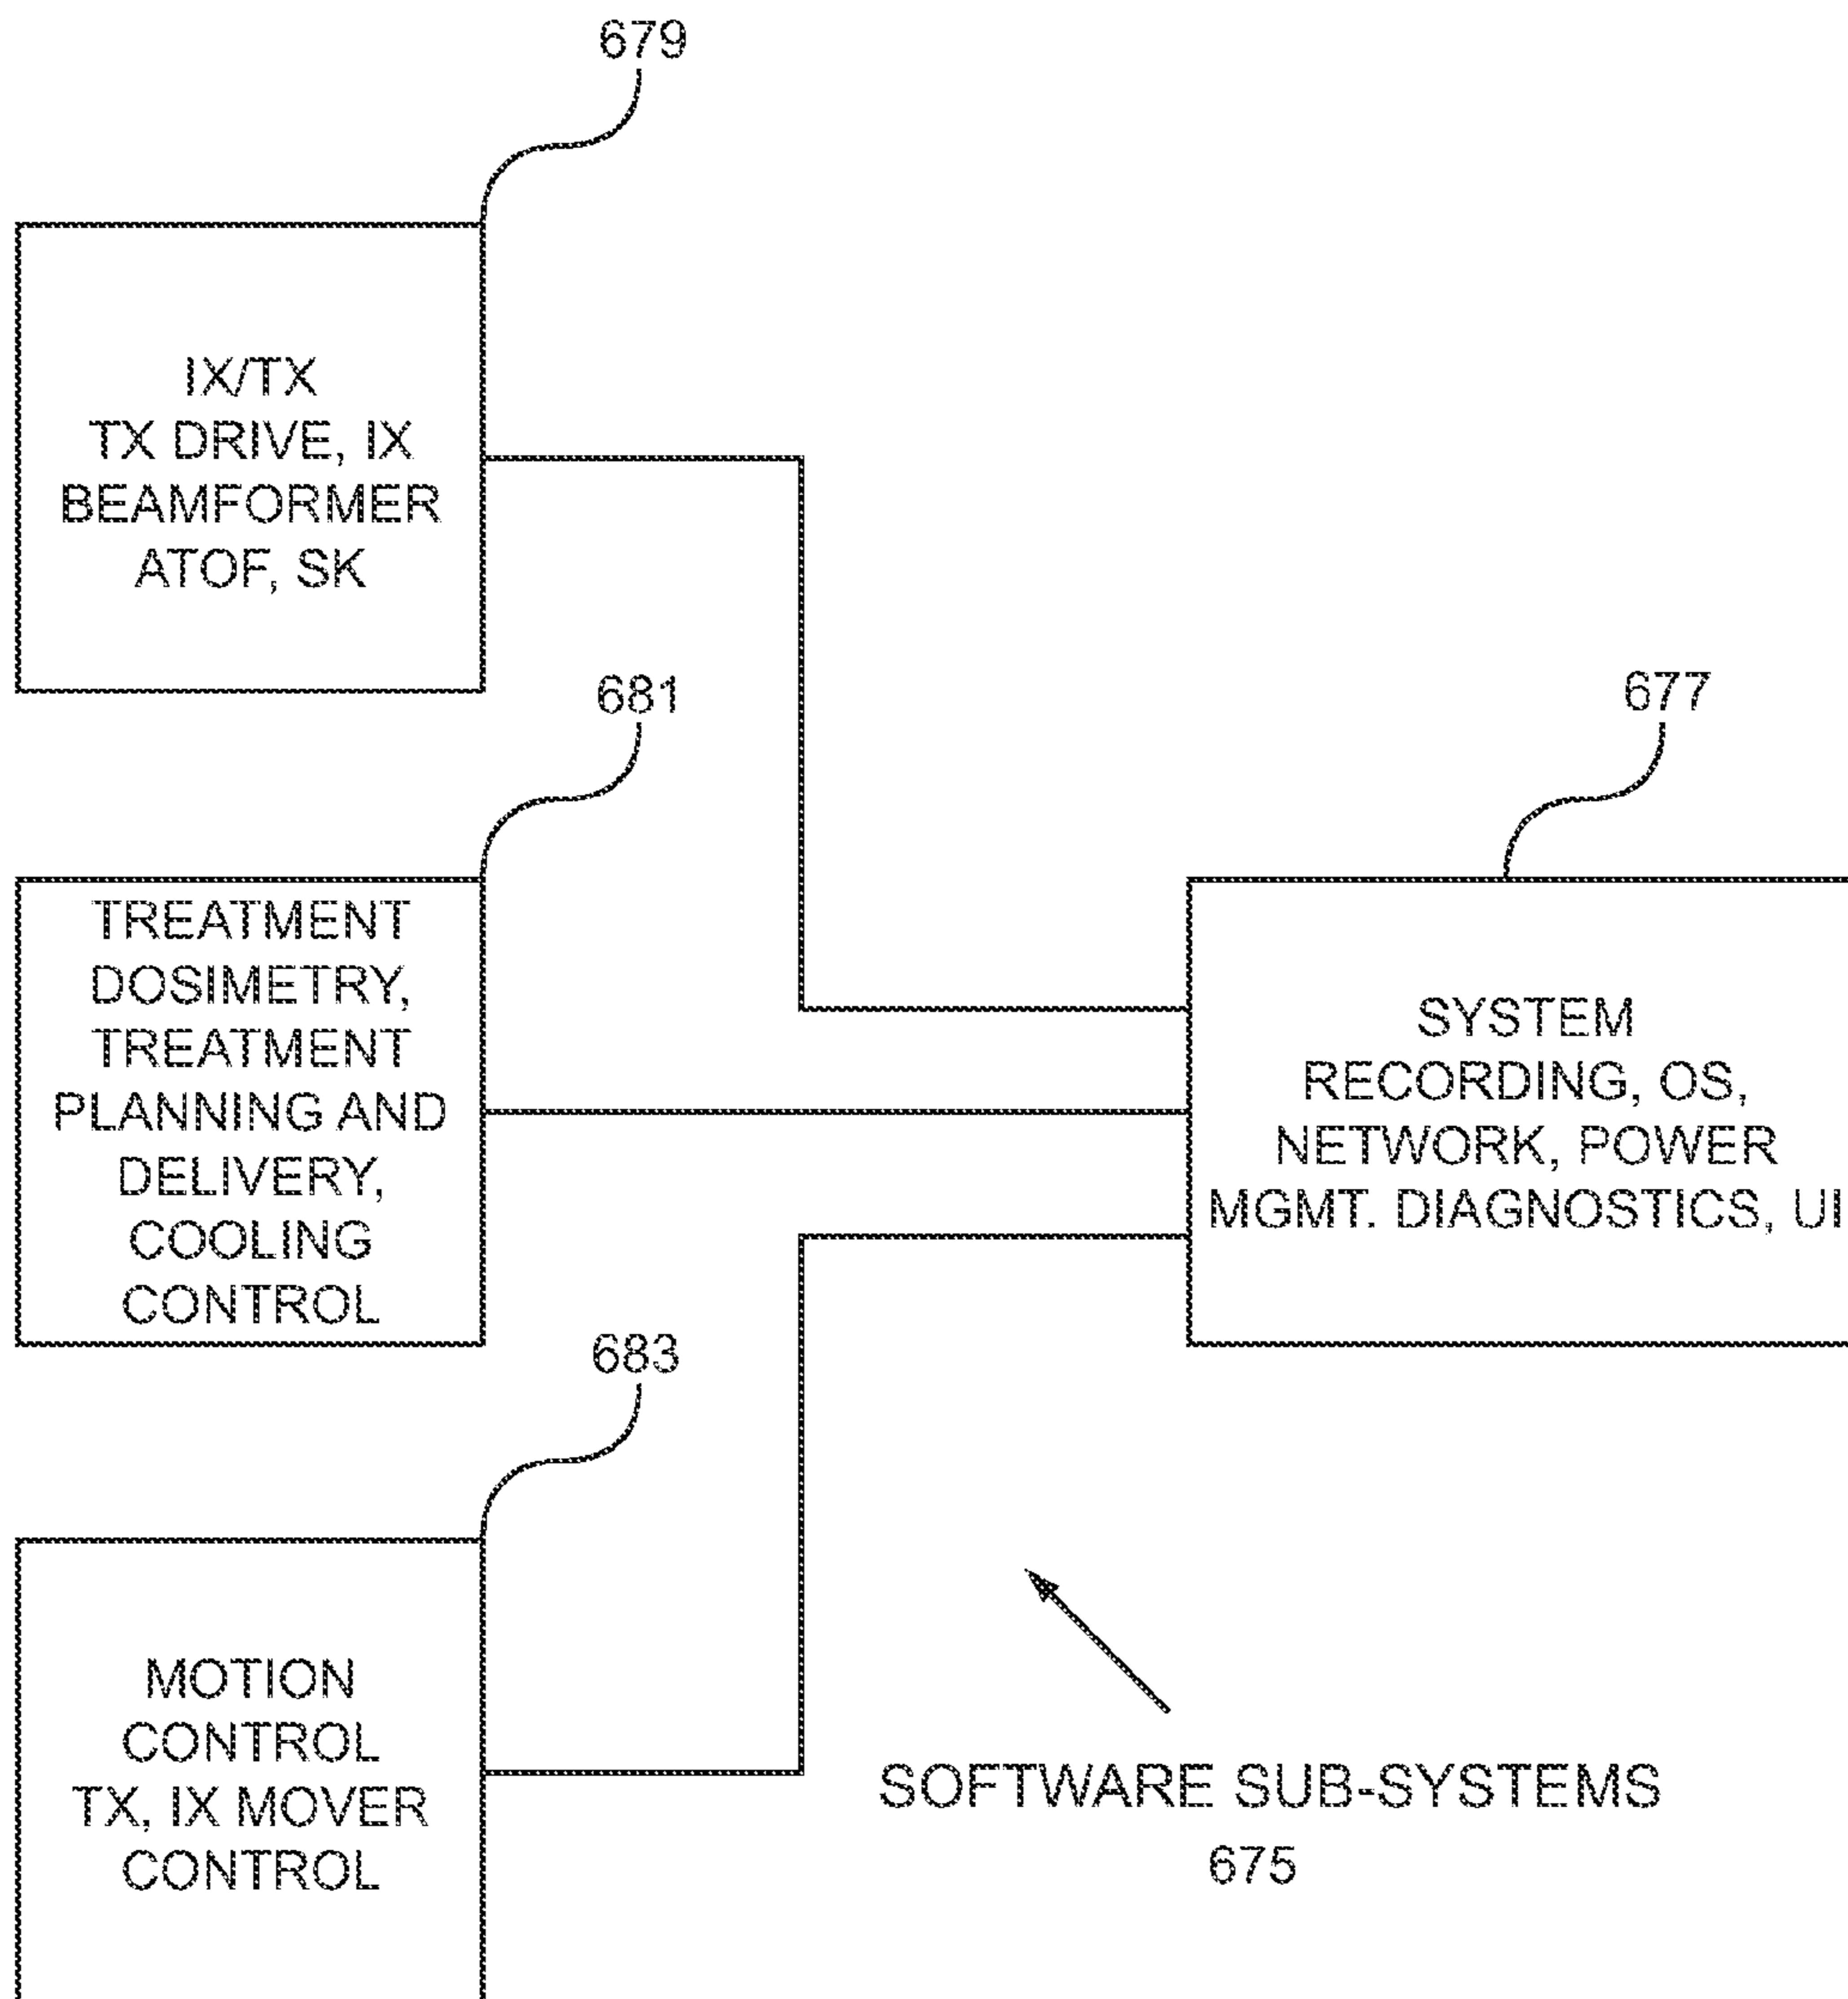 679
IX/TX
TX DRIVE, IX
BEAMFORMER
ATOF, SK
681
TREATMENT
DOSIMETRY,
TREATMENT
PLANNING AND
DELIVERY,
COOLING
CONTROL
677
SYSTEM
RECORDING, OS,
NETWORK, POWER
MGMT. DIAGNOSTICS, UI
683
MOTION
CONTROL
TX, IX MOVER
CONTROL
SOFTWARE SUB-SYSTEMS
675